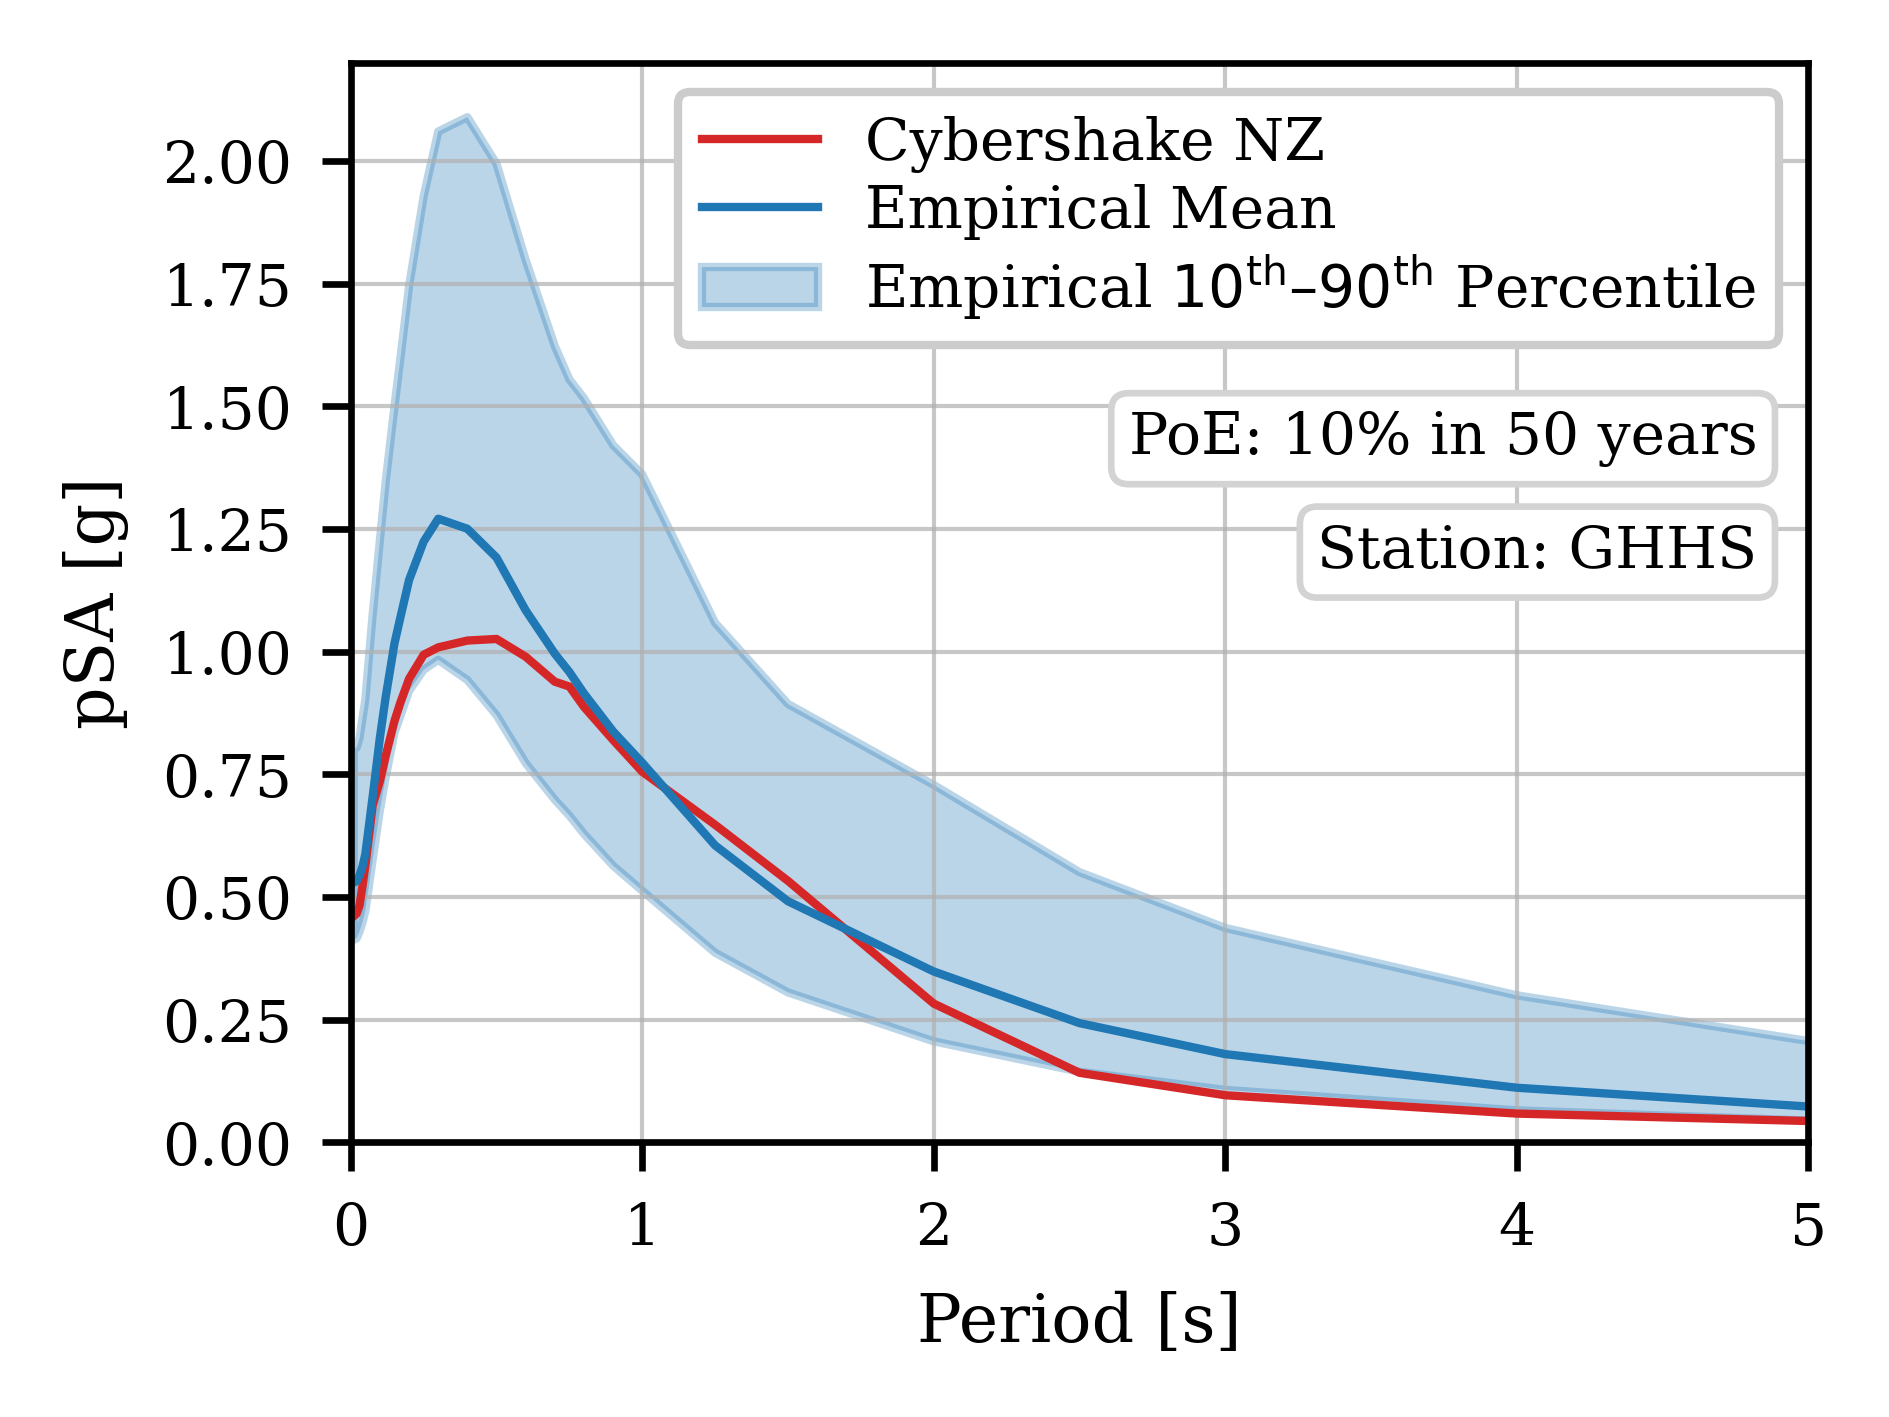 Cybershake NZ
Empirical Mean
Empirical 10th–90th Percentile
PoE: 10% in 50 years
Station: GHHS
pSA [g]
2.00
1.75
1.50
1.25
1.00
0.75
0.50
0.25
0.00
0 1 2 3 4 5
Period [s]